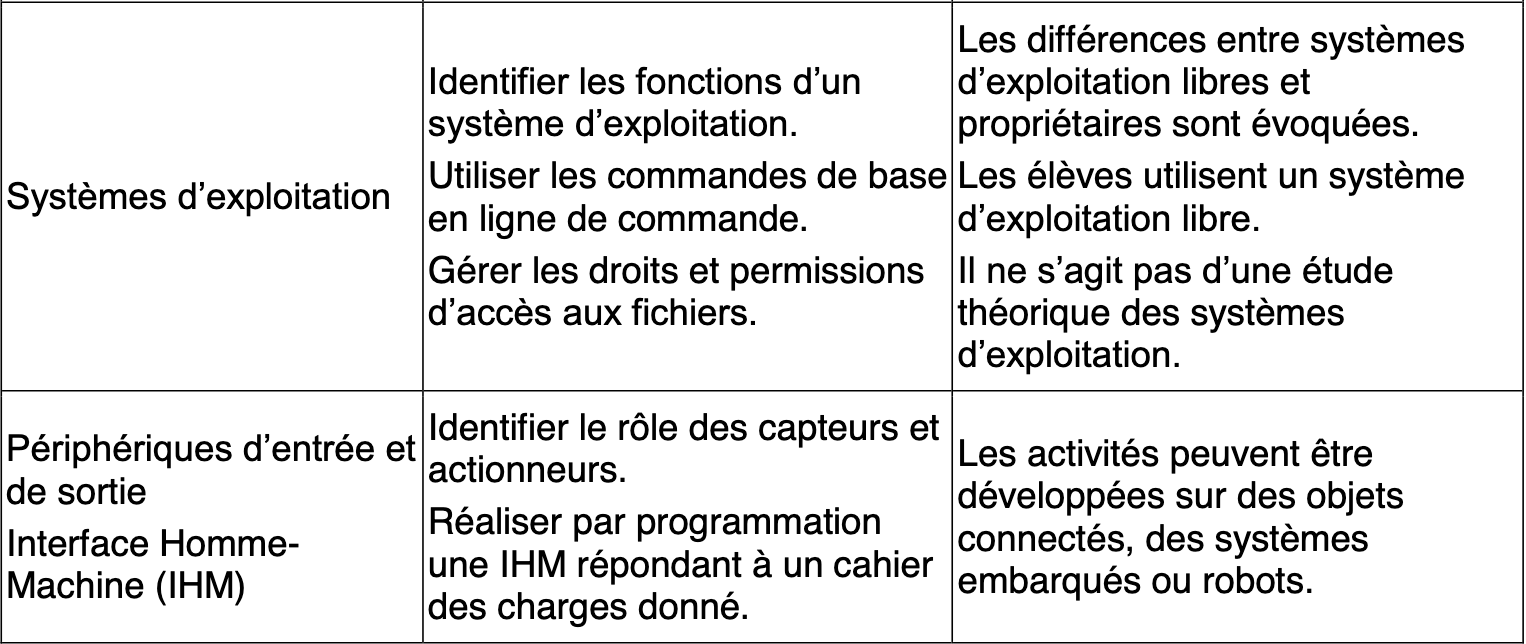 Systèmes d’exploitation
Identifier les fonctions d’un
système d’exploitation.
Utiliser les commandes de base
en ligne de commande.
Gérer les droits et permissions
d’accès aux fichiers.
Les différences entre systèmes
d’exploitation libres et
propriétaires sont évoquées.
Les élèves utilisent un système
d’exploitation libre.
Il ne s’agit pas d’une étude
théorique des systèmes
d’exploitation.
Périphériques d’entrée et
de sortie
Interface Homme-
Machine (IHM)
Identifier le rôle des capteurs et
actionneurs.
Réaliser par programmation
une IHM répondant à un cahier
des charges donné.
Les activités peuvent être
développées sur des objets
connectés, des systèmes
embarqués ou robots.